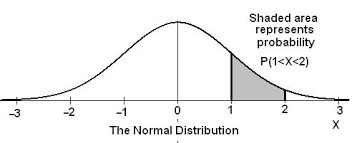 Shaded area
represents
probability
P(1<X<2)
–3 –2 –1 0 1 2 3
X
The Normal Distribution